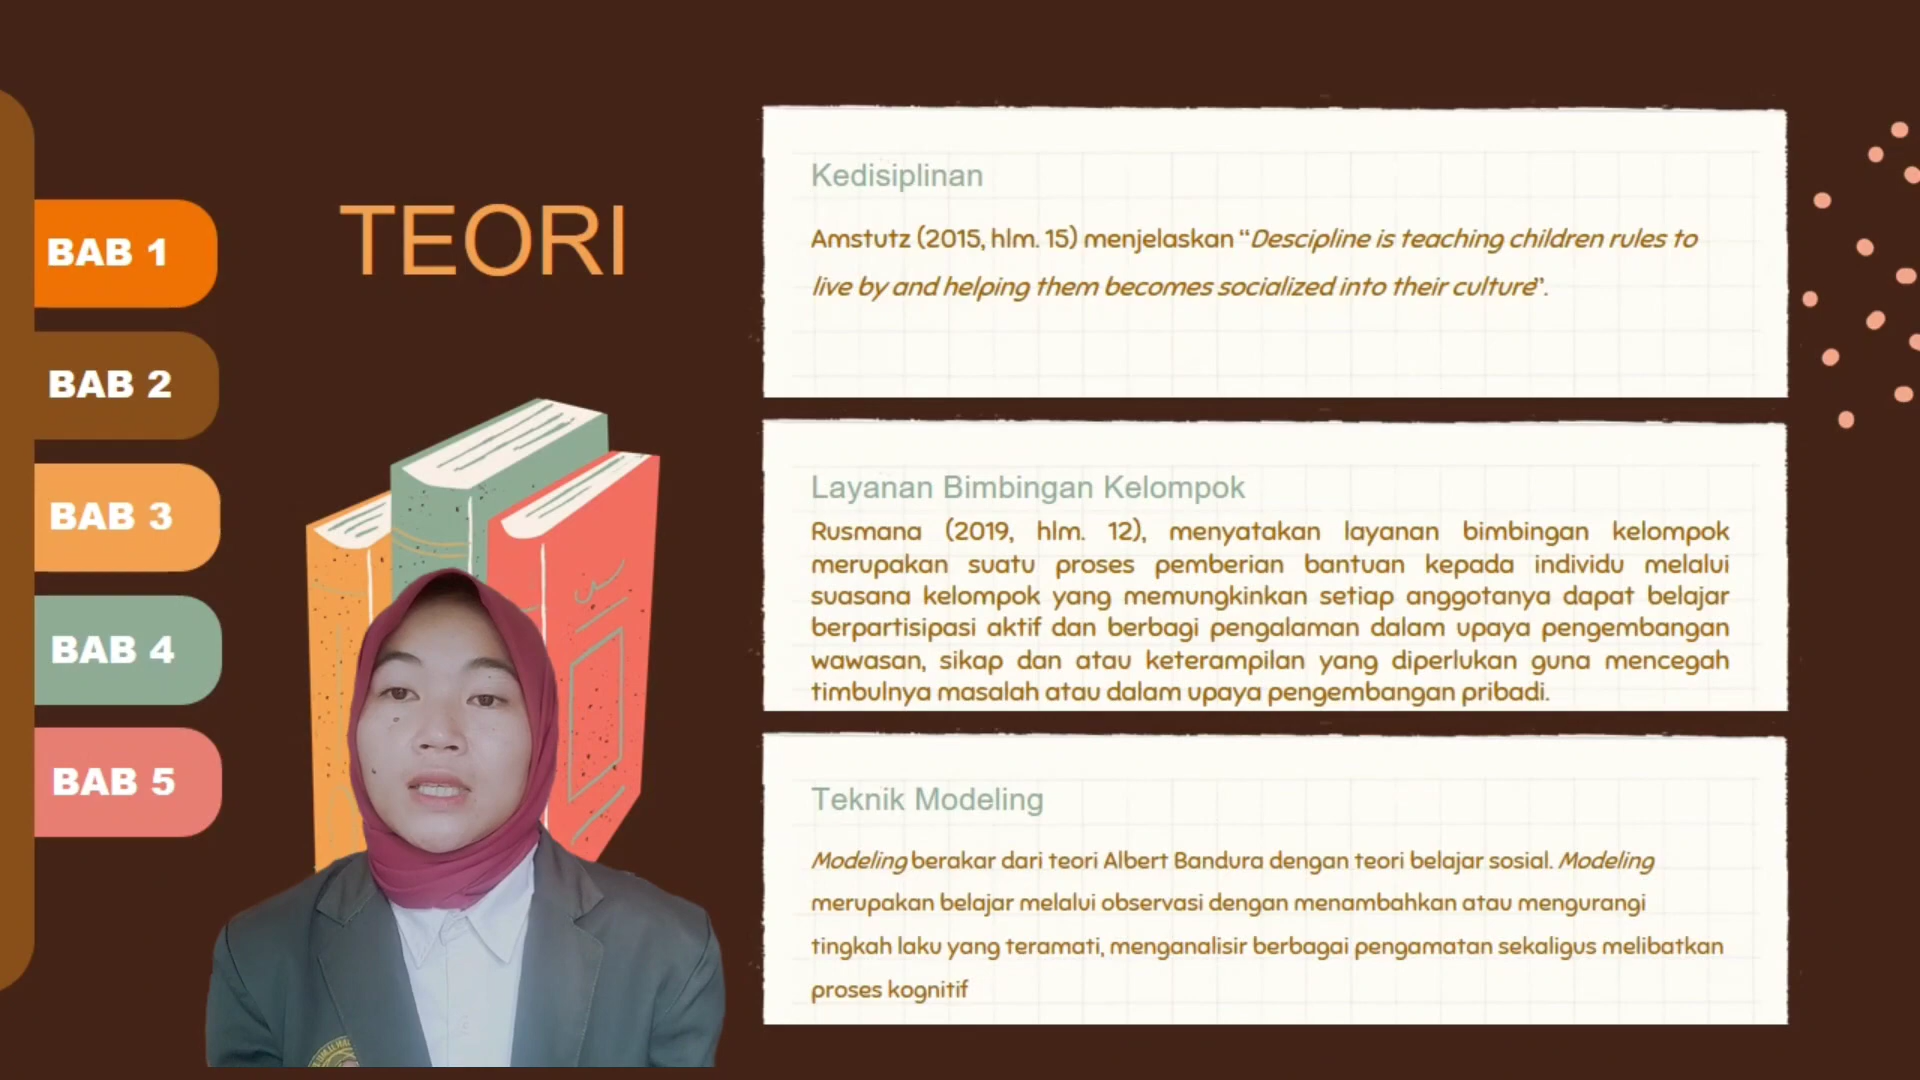 BAB 1
BAB 2
BAB 3
BAB 4
BAB 5
TEORI
Kedisiplinan
Amstutz (2015, hlm. 15) menjelaskan “Descipline is teaching children rules to
live by and helping them becomes socialized into their culture”.
Layanan Bimbingan Kelompok
Rusmana (2019, hlm. 12), menyatakan layanan bimbingan kelompok
merupakan suatu proses pemberian bantuan kepada individu melalui
suasana kelompok yang memungkinkan setiap anggotanya dapat belajar
berpartisipasi aktif dan berbagi pengalaman dalam upaya pengembangan
wawasan, sikap dan atau keterampilan yang diperlukan guna mencegah
timbulnya masalah atau dalam upaya pengembangan pribadi.
Teknik Modeling
Modeling berakar dari teori Albert Bandura dengan teori belajar sosial. Modeling
merupakan belajar melalui observasi dengan menambahkan atau mengurangi
tingkah laku yang teramati, menganalisir berbagai pengamatan sekaligus melibatkan
proses kognitif